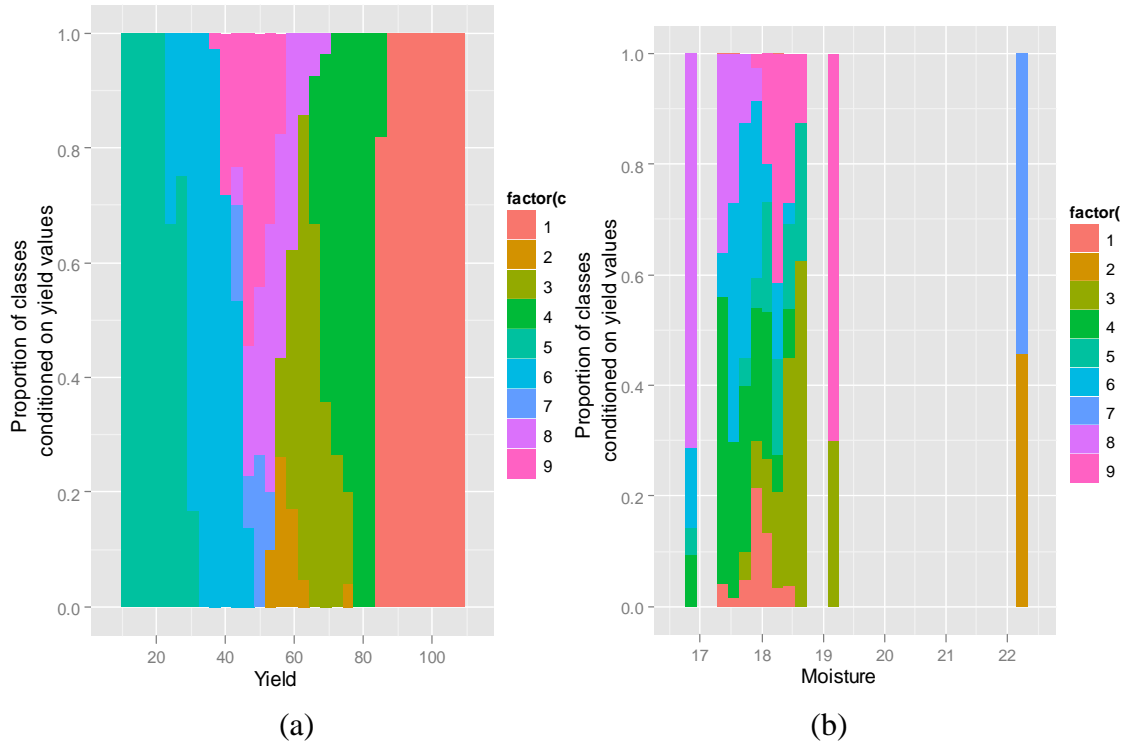 1.0
0.8
0.6
0.4
0.2
0.0
Proportion of classes
conditioned on yield values
20 40 60 80 100
Yield
factor(c
1
2
3
4
5
6
7
8
9
(a)
1.0
0.8
0.6
0.4
0.2
0.0
Proportion of classes
conditioned on yield values
17 18 19 20 21 22
Moisture
factor(
1
2
3
4
5
6
7
8
9
(b)